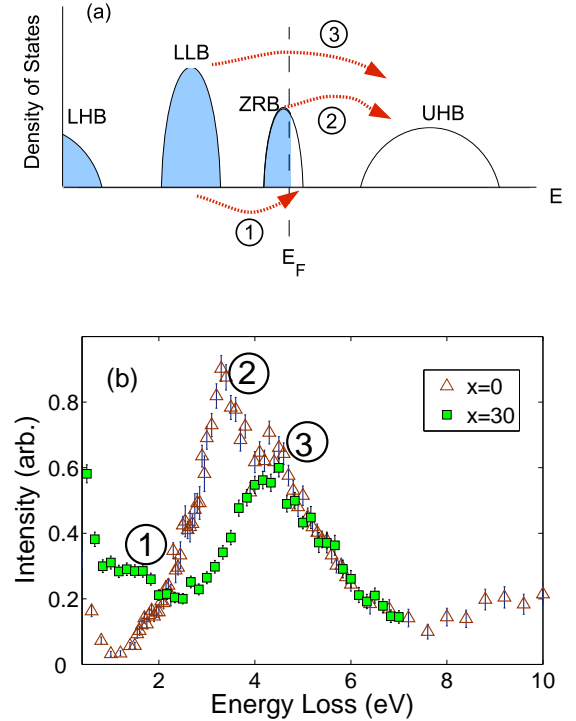 (a)
③
LLB
LHB
ZRB
②
UHB
Density of States
①
E
E_F
(b)
②
x=0
x=30
③
①
0.8
0.6
0.4
0.2
0
2
4
6
8
10
Intensity (arb.)
Energy Loss (eV)